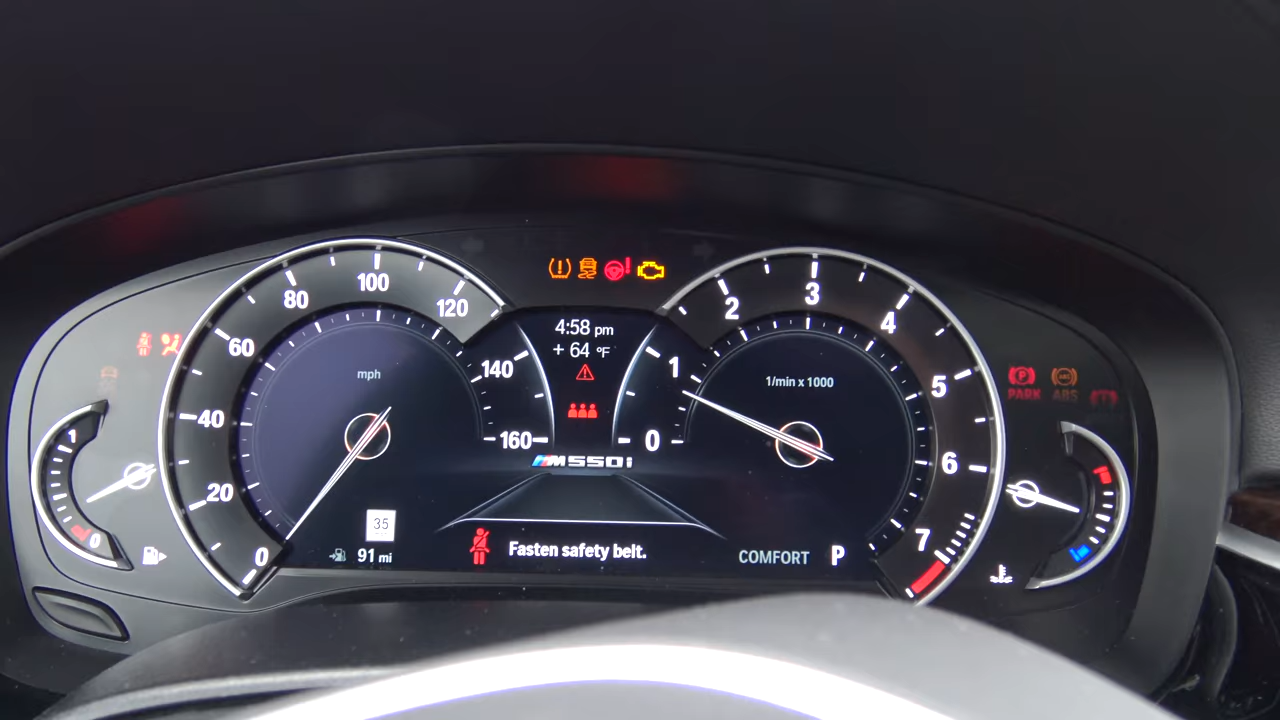 4:58 pm
+ 64 °F
0
20
40
60
80
100
120
140
160
mph
35
91 mi
1
0
M550i
Fasten safety belt.
0
1
2
3
4
5
6
7
1/min x 1000
COMFORT P
P
PARK
ABS
ABS